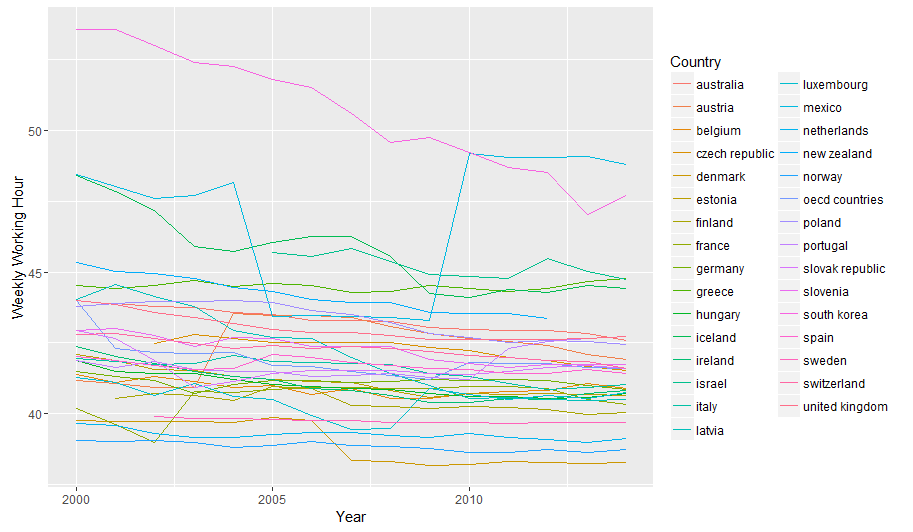 Weekly Working Hour
50
45
40
2000
2005
2010
Year
Country
australia
austria
belgium
czech republic
denmark
estonia
finland
france
germany
greece
hungary
iceland
ireland
israel
italy
latvia
luxembourg
mexico
netherlands
new zealand
norway
oecd countries
poland
portugal
slovak republic
slovenia
south korea
spain
sweden
switzerland
united kingdom